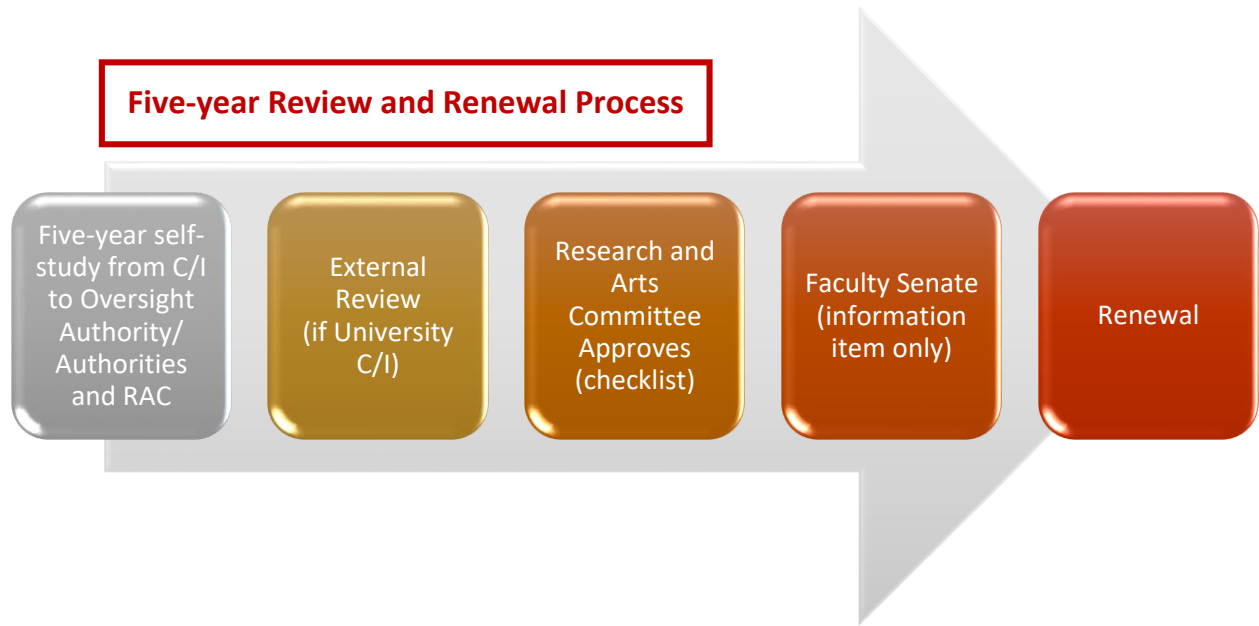 Five-year Review and Renewal Process
Five-year self-
study from C/I
to Oversight
Authority/
Authorities
and RAC
External
Review
(if University
C/I)
Research and
Arts
Committee
Approves
(checklist)
Faculty Senate
(information
item only)
Renewal